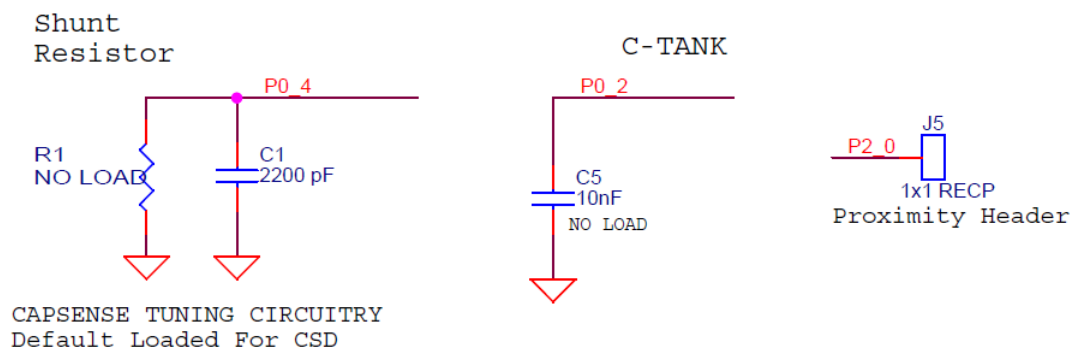 Shunt
Resistor
P0_4
R1
NO LOAD
C1
2200 pF
CAPSENSE TUNING CIRCUITRY
Default Loaded For CSD
C-TANK
P0_2
C5
10nF
NO LOAD
J5
P2_0
1x1 RECP
Proximity Header